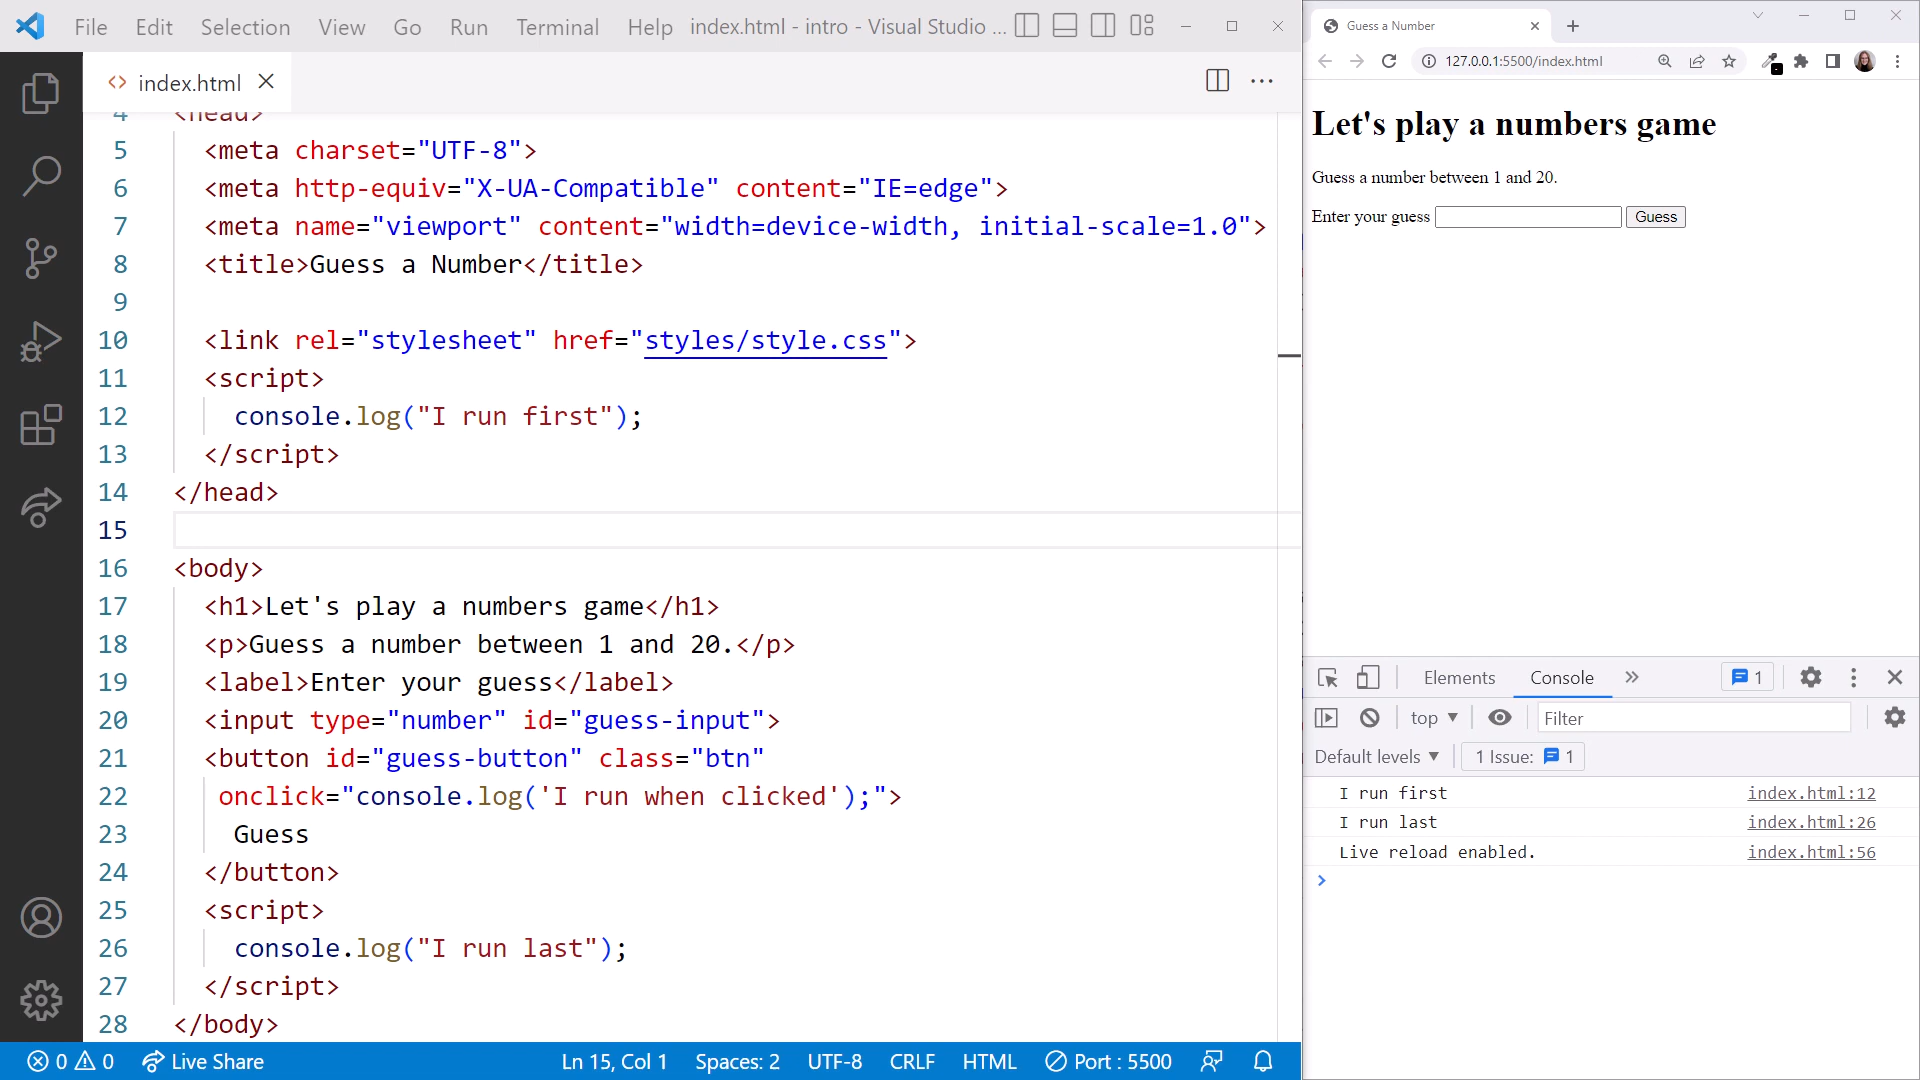 File Edit Selection View Go Run Terminal Help index.html - intro - Visual Studio ...
index.html
4 <head>
5 <meta charset="UTF-8">
6 <meta http-equiv="X-UA-Compatible" content="IE=edge">
7 <meta name="viewport" content="width=device-width, initial-scale=1.0">
8 <title>Guess a Number</title>
9
10 <link rel="stylesheet" href="styles/style.css">
11 <script>
12 console.log("I run first");
13 </script>
14 </head>
15
16 <body>
17 <h1>Let's play a numbers game</h1>
18 <p>Guess a number between 1 and 20.</p>
19 <label>Enter your guess</label>
20 <input type="number" id="guess-input">
21 <button id="guess-button" class="btn"
22 onclick="console.log('I run when clicked');">
23 Guess
24 </button>
25 <script>
26 console.log("I run last");
27 </script>
28 </body>
0 0 Live Share Ln 15, Col 1 Spaces: 2 UTF-8 CRLF HTML Port : 5500
Guess a Number
127.0.0.1:5500/index.html
Let's play a numbers game
Guess a number between 1 and 20.
Enter your guess Guess
Elements Console 1
top Filter
Default levels 1 Issue: 1
I run first index.html:12
I run last index.html:26
Live reload enabled. index.html:56